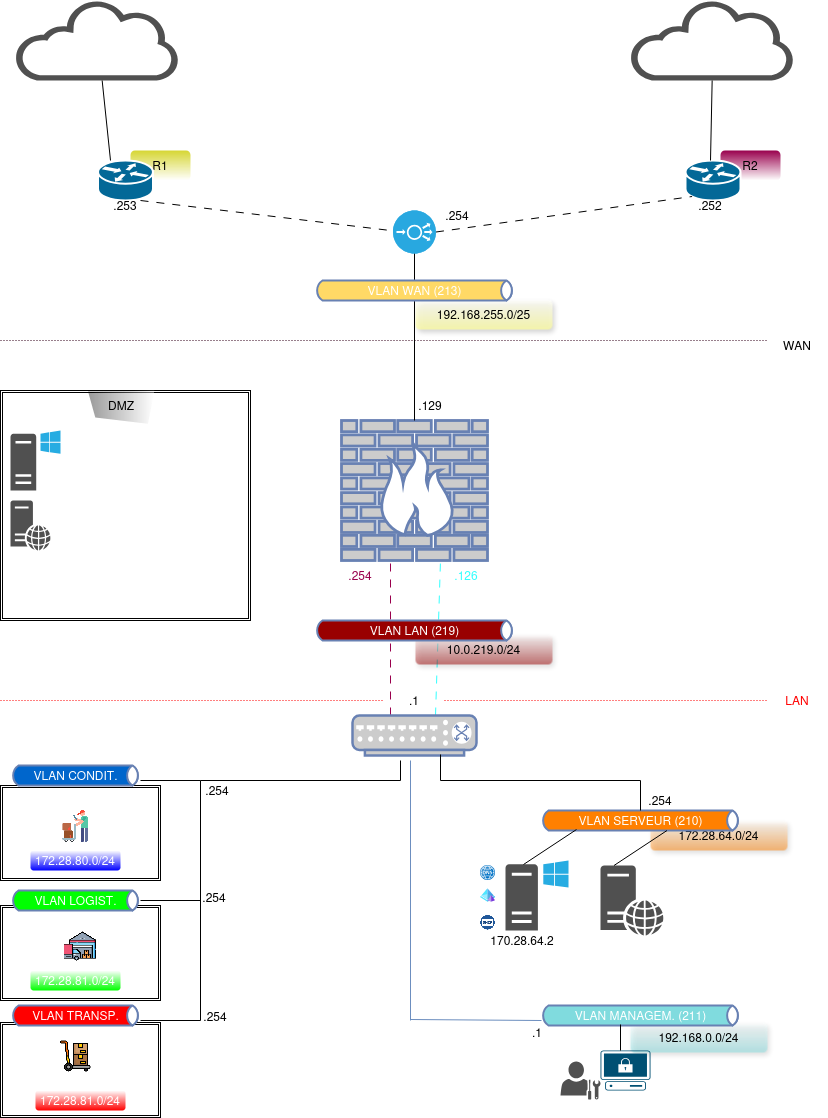 R1
R2
.253
.254
.252
VLAN WAN (213)
192.168.255.0/25
WAN
DMZ
.129
.254
.126
VLAN LAN (219)
10.0.219.0/24
.1
LAN
VLAN CONDIT.
.254
172.28.80.0/24
.254
VLAN SERVEUR (210)
172.28.64.0/24
VLAN LOGIST.
.254
172.28.81.0/24
DNS
DHCP
170.28.64.2
VLAN TRANSP.
.254
172.28.81.0/24
VLAN MANAGEM. (211)
.1
192.168.0.0/24